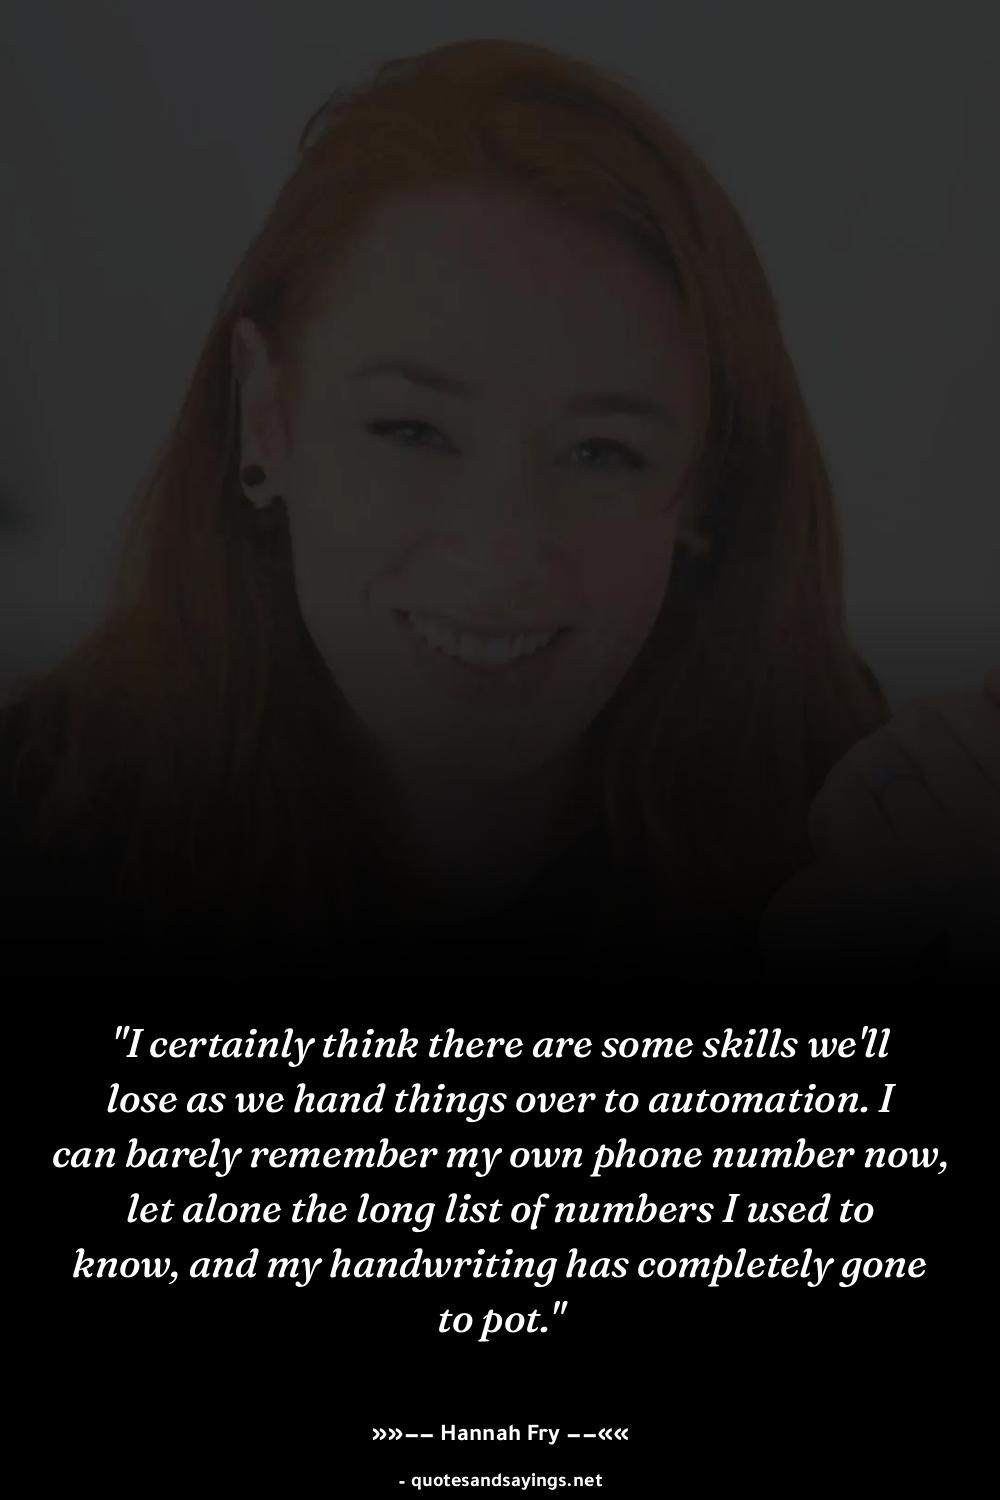 "I certainly think there are some skills we'll
lose as we hand things over to automation. I
can barely remember my own phone number now,
let alone the long list of numbers I used to
know, and my handwriting has completely gone
to pot."
»»−− Hannah Fry −−««
- quotesandsayings.net